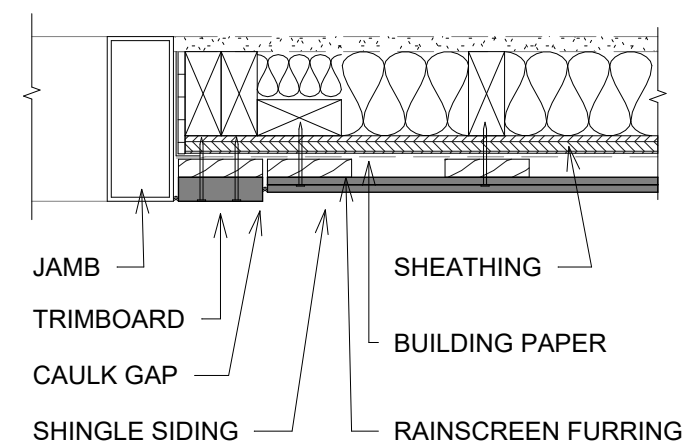 JAMB
TRIMBOARD
CAULK GAP
SHINGLE SIDING
SHEATHING
BUILDING PAPER
RAINSCREEN FURRING